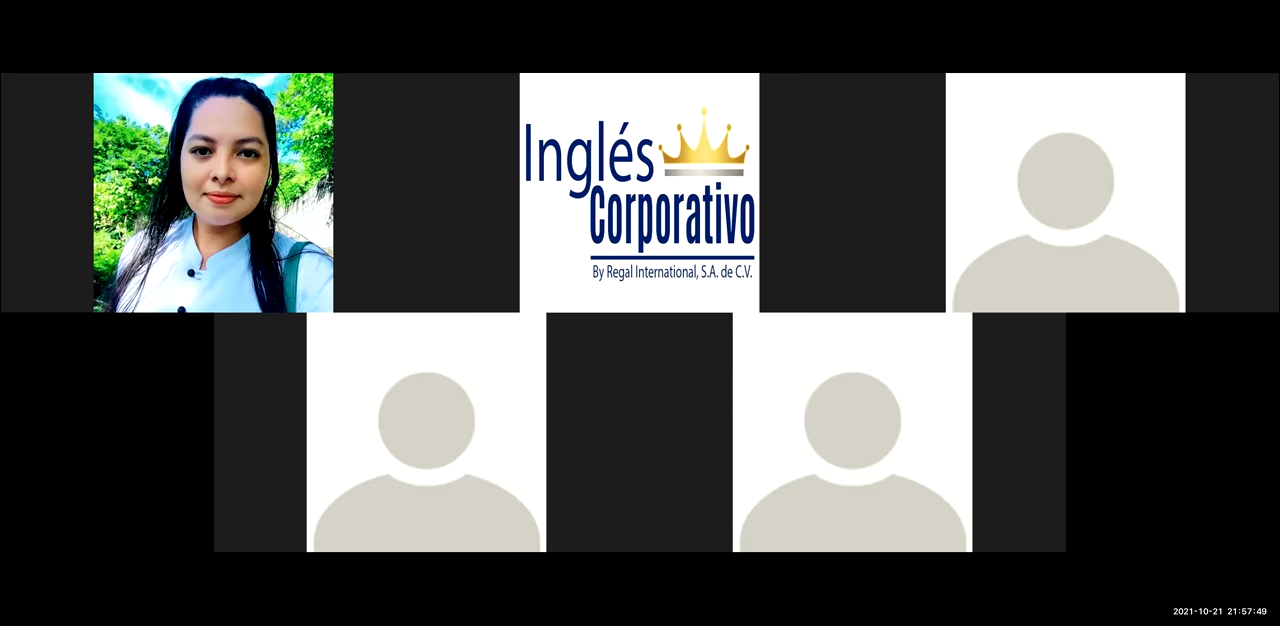 Inglés
Corporativo
By Regal International, S.A. de C.V.
2021-10-21 21:57:49